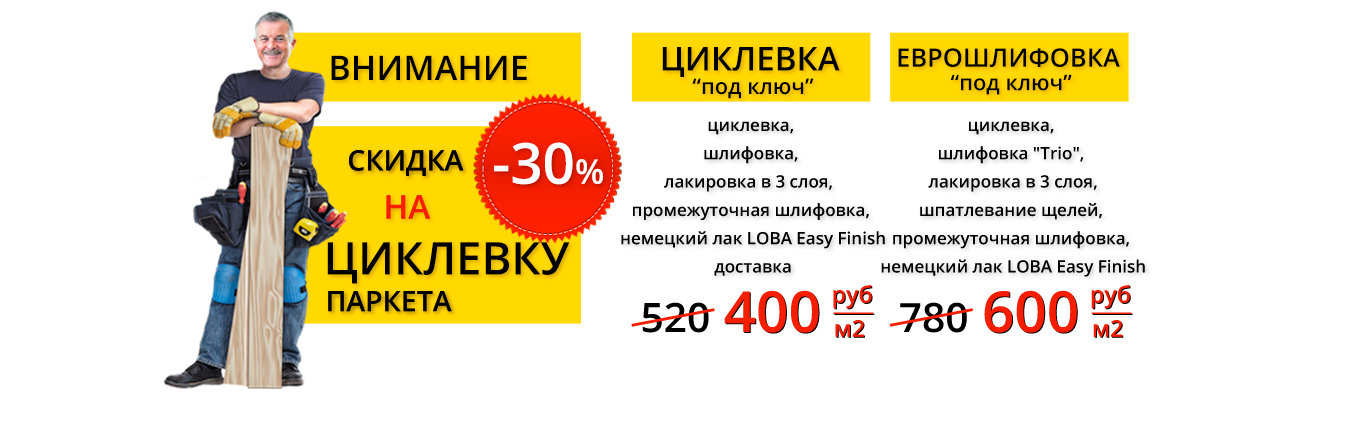 ВНИМАНИЕ
СКИДКА
НА
ЦИКЛЕВКУ
ПАРКЕТА
-30%
ЦИКЛЕВКА
“под ключ”
циклевка,
шлифовка,
лакировка в 3 слоя,
промежуточная шлифовка,
немецкий лак LOBA Easy Finish
доставка
520 400 руб
м2
ЕВРОШЛИФОВКА
“под ключ”
циклевка,
шлифовка "Trio",
лакировка в 3 слоя,
шпатлевание щелей,
промежуточная шлифовка,
немецкий лак LOBA Easy Finish
780 600 руб
м2